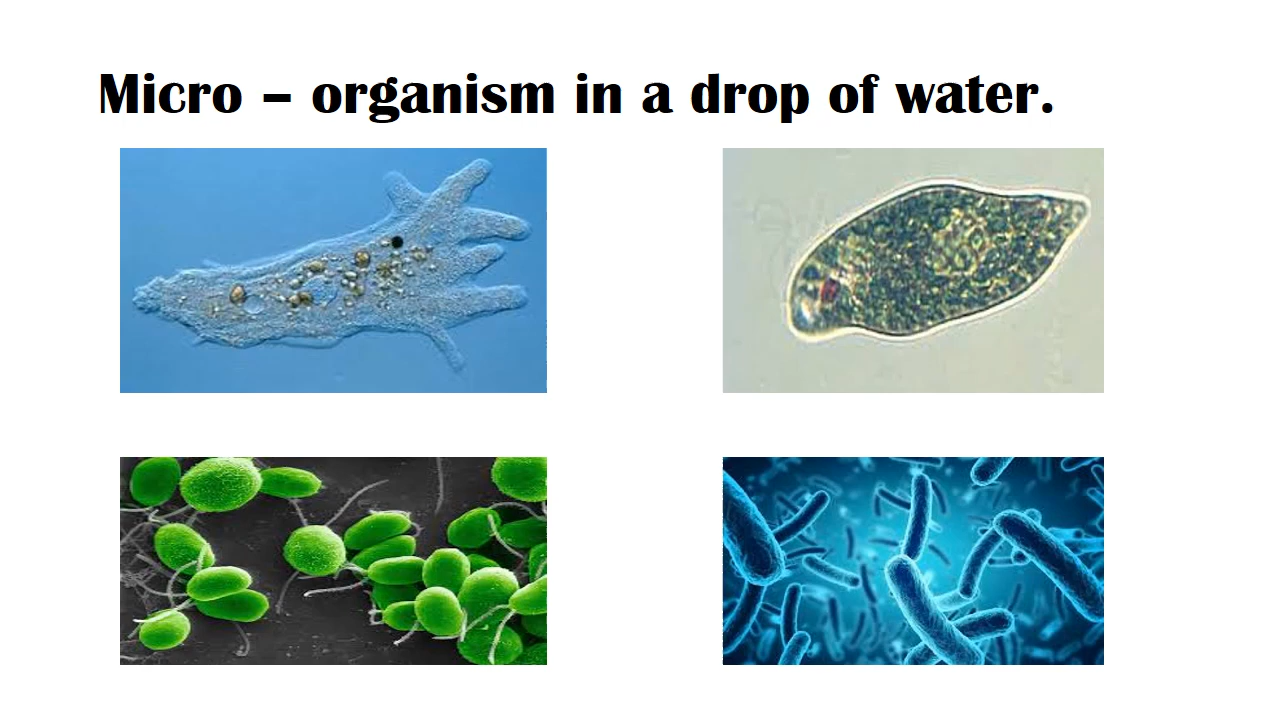 Micro – organism in a drop of water.